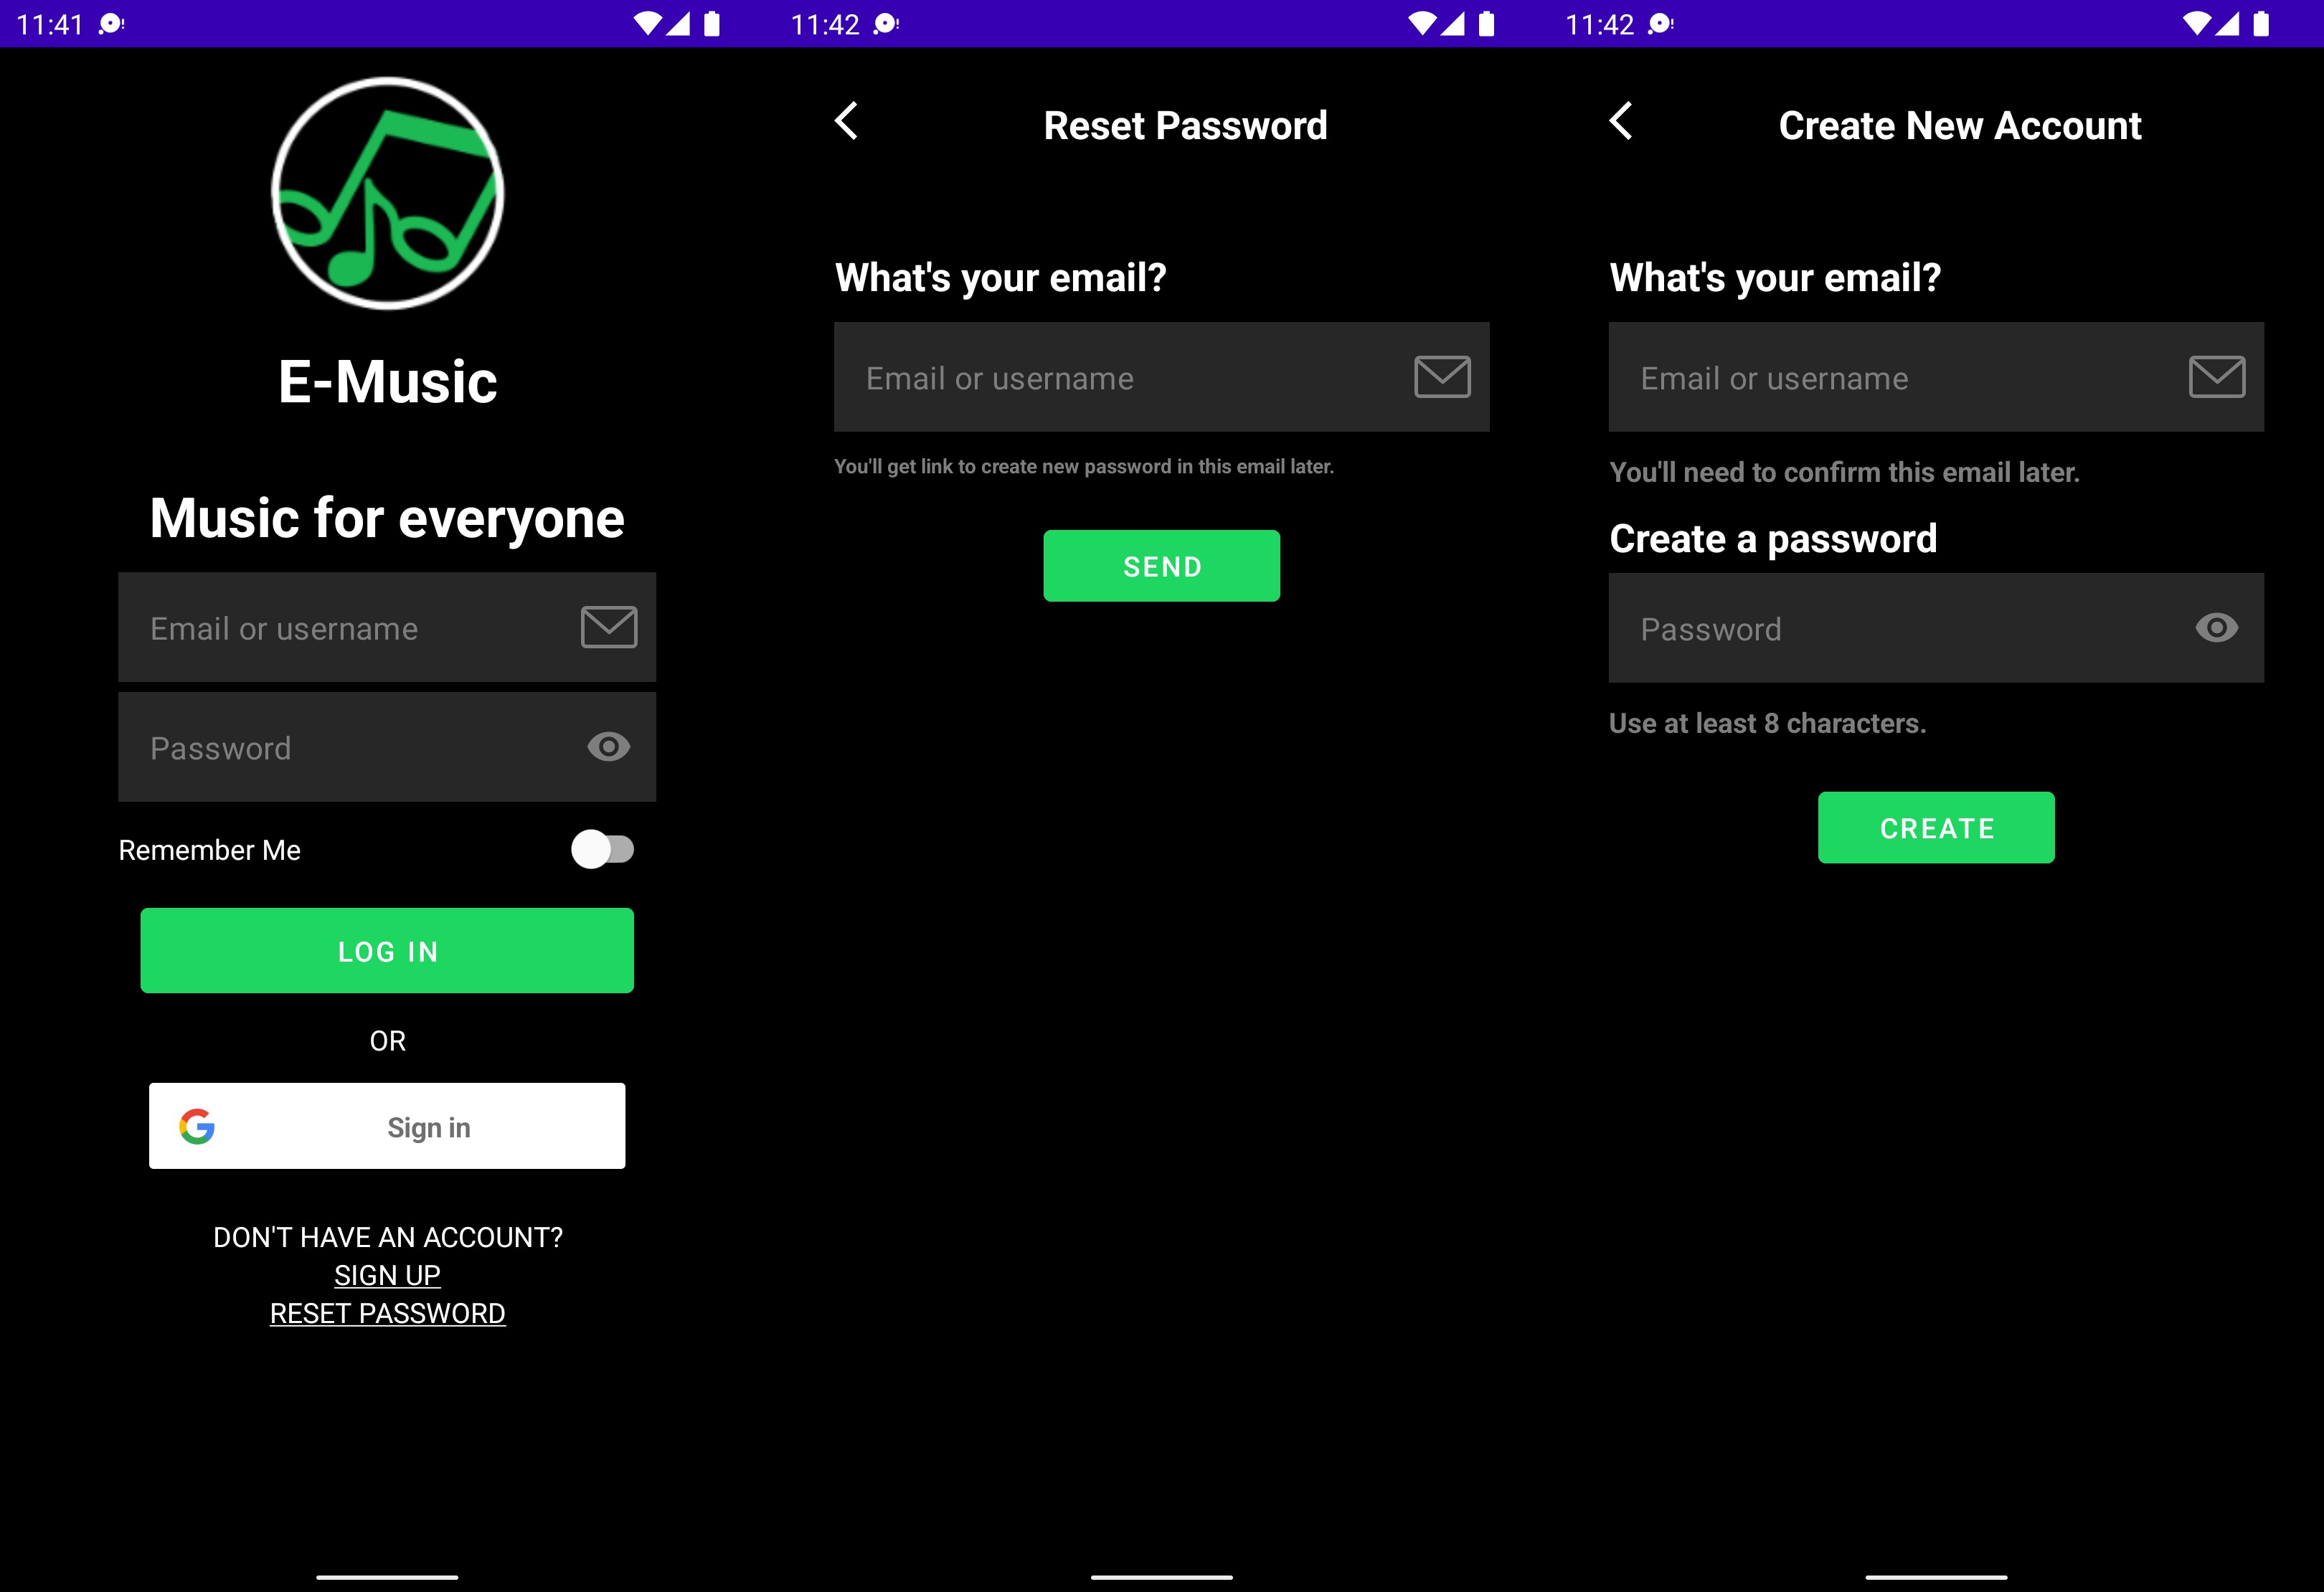 11:41
E-Music
Music for everyone
Email or username
Password
Remember Me
LOG IN
OR
Sign in
DON'T HAVE AN ACCOUNT?
SIGN UP
RESET PASSWORD
11:42
Reset Password
What's your email?
Email or username
You'll get link to create new password in this email later.
SEND
11:42
Create New Account
What's your email?
Email or username
You'll need to confirm this email later.
Create a password
Password
Use at least 8 characters.
CREATE